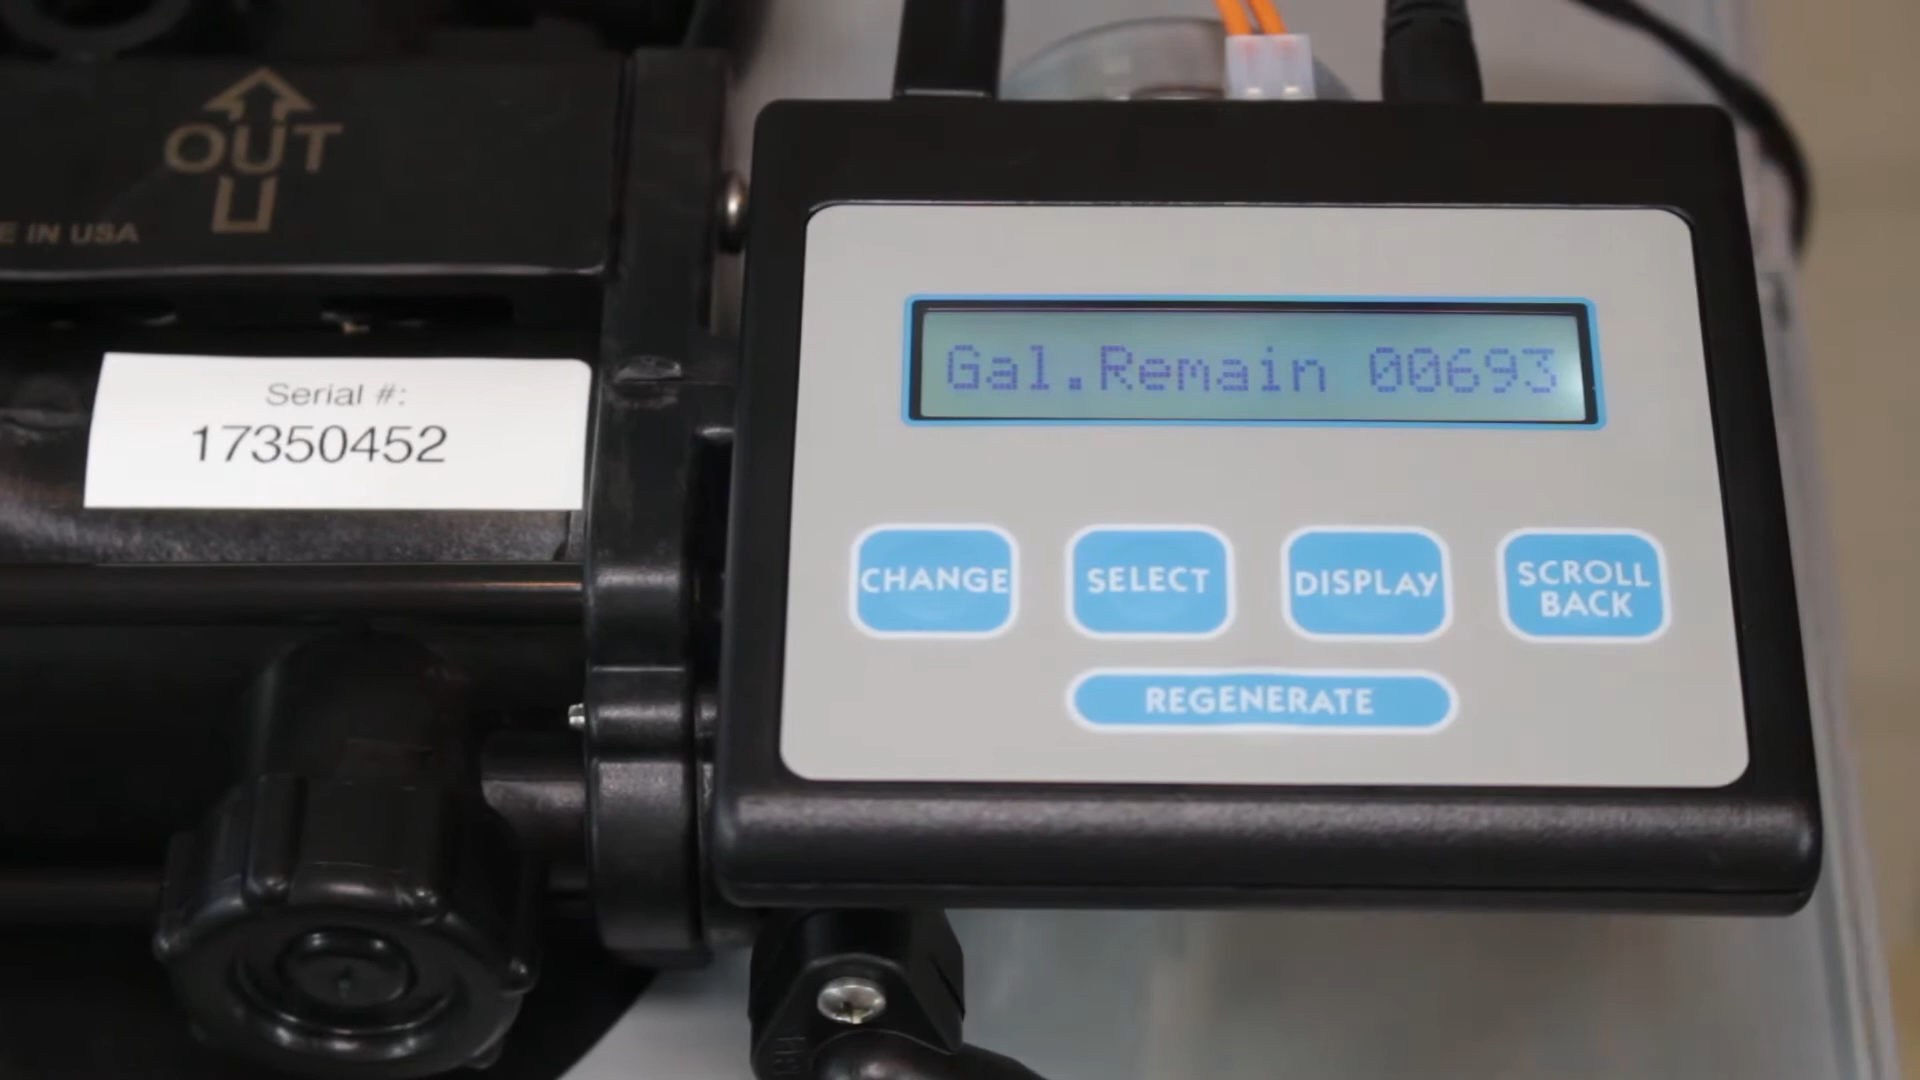 OUT
E IN USA
Serial #:
17350452
Gal.Remain 00693
CHANGE
SELECT
DISPLAY
SCROLL
BACK
REGENERATE